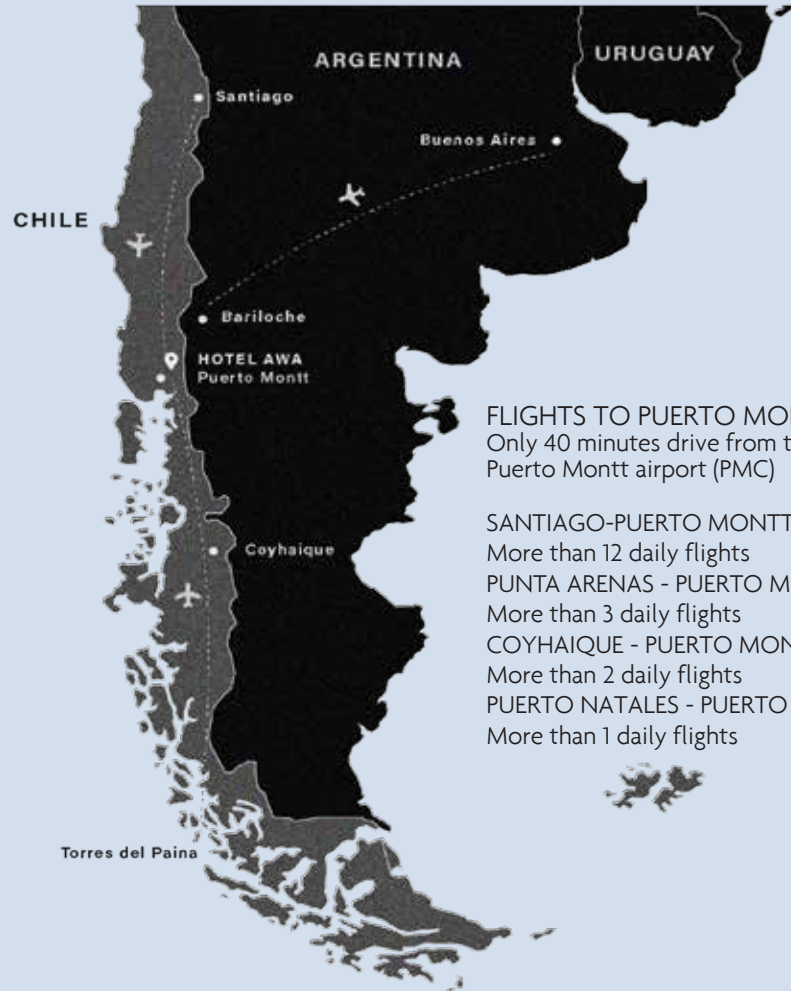 ARGENTINA
URUGUAY
Santiago
Buenos Aires
CHILE
Bariloche
HOTEL AWA
Puerto Montt
FLIGHTS TO PUERTO
Only 40 minutes drive from
Puerto Montt airport (PMC)
SANTIAGO-PUERTO MONTT
More than 12 daily flights
PUNTA ARENAS - PUERTO
More than 3 daily flights
COYHAIQUE - PUERTO
More than 2 daily flights
PUERTO NATALES - PUERTO
More than 1 daily flights
Coyhaique
Torres del Paina